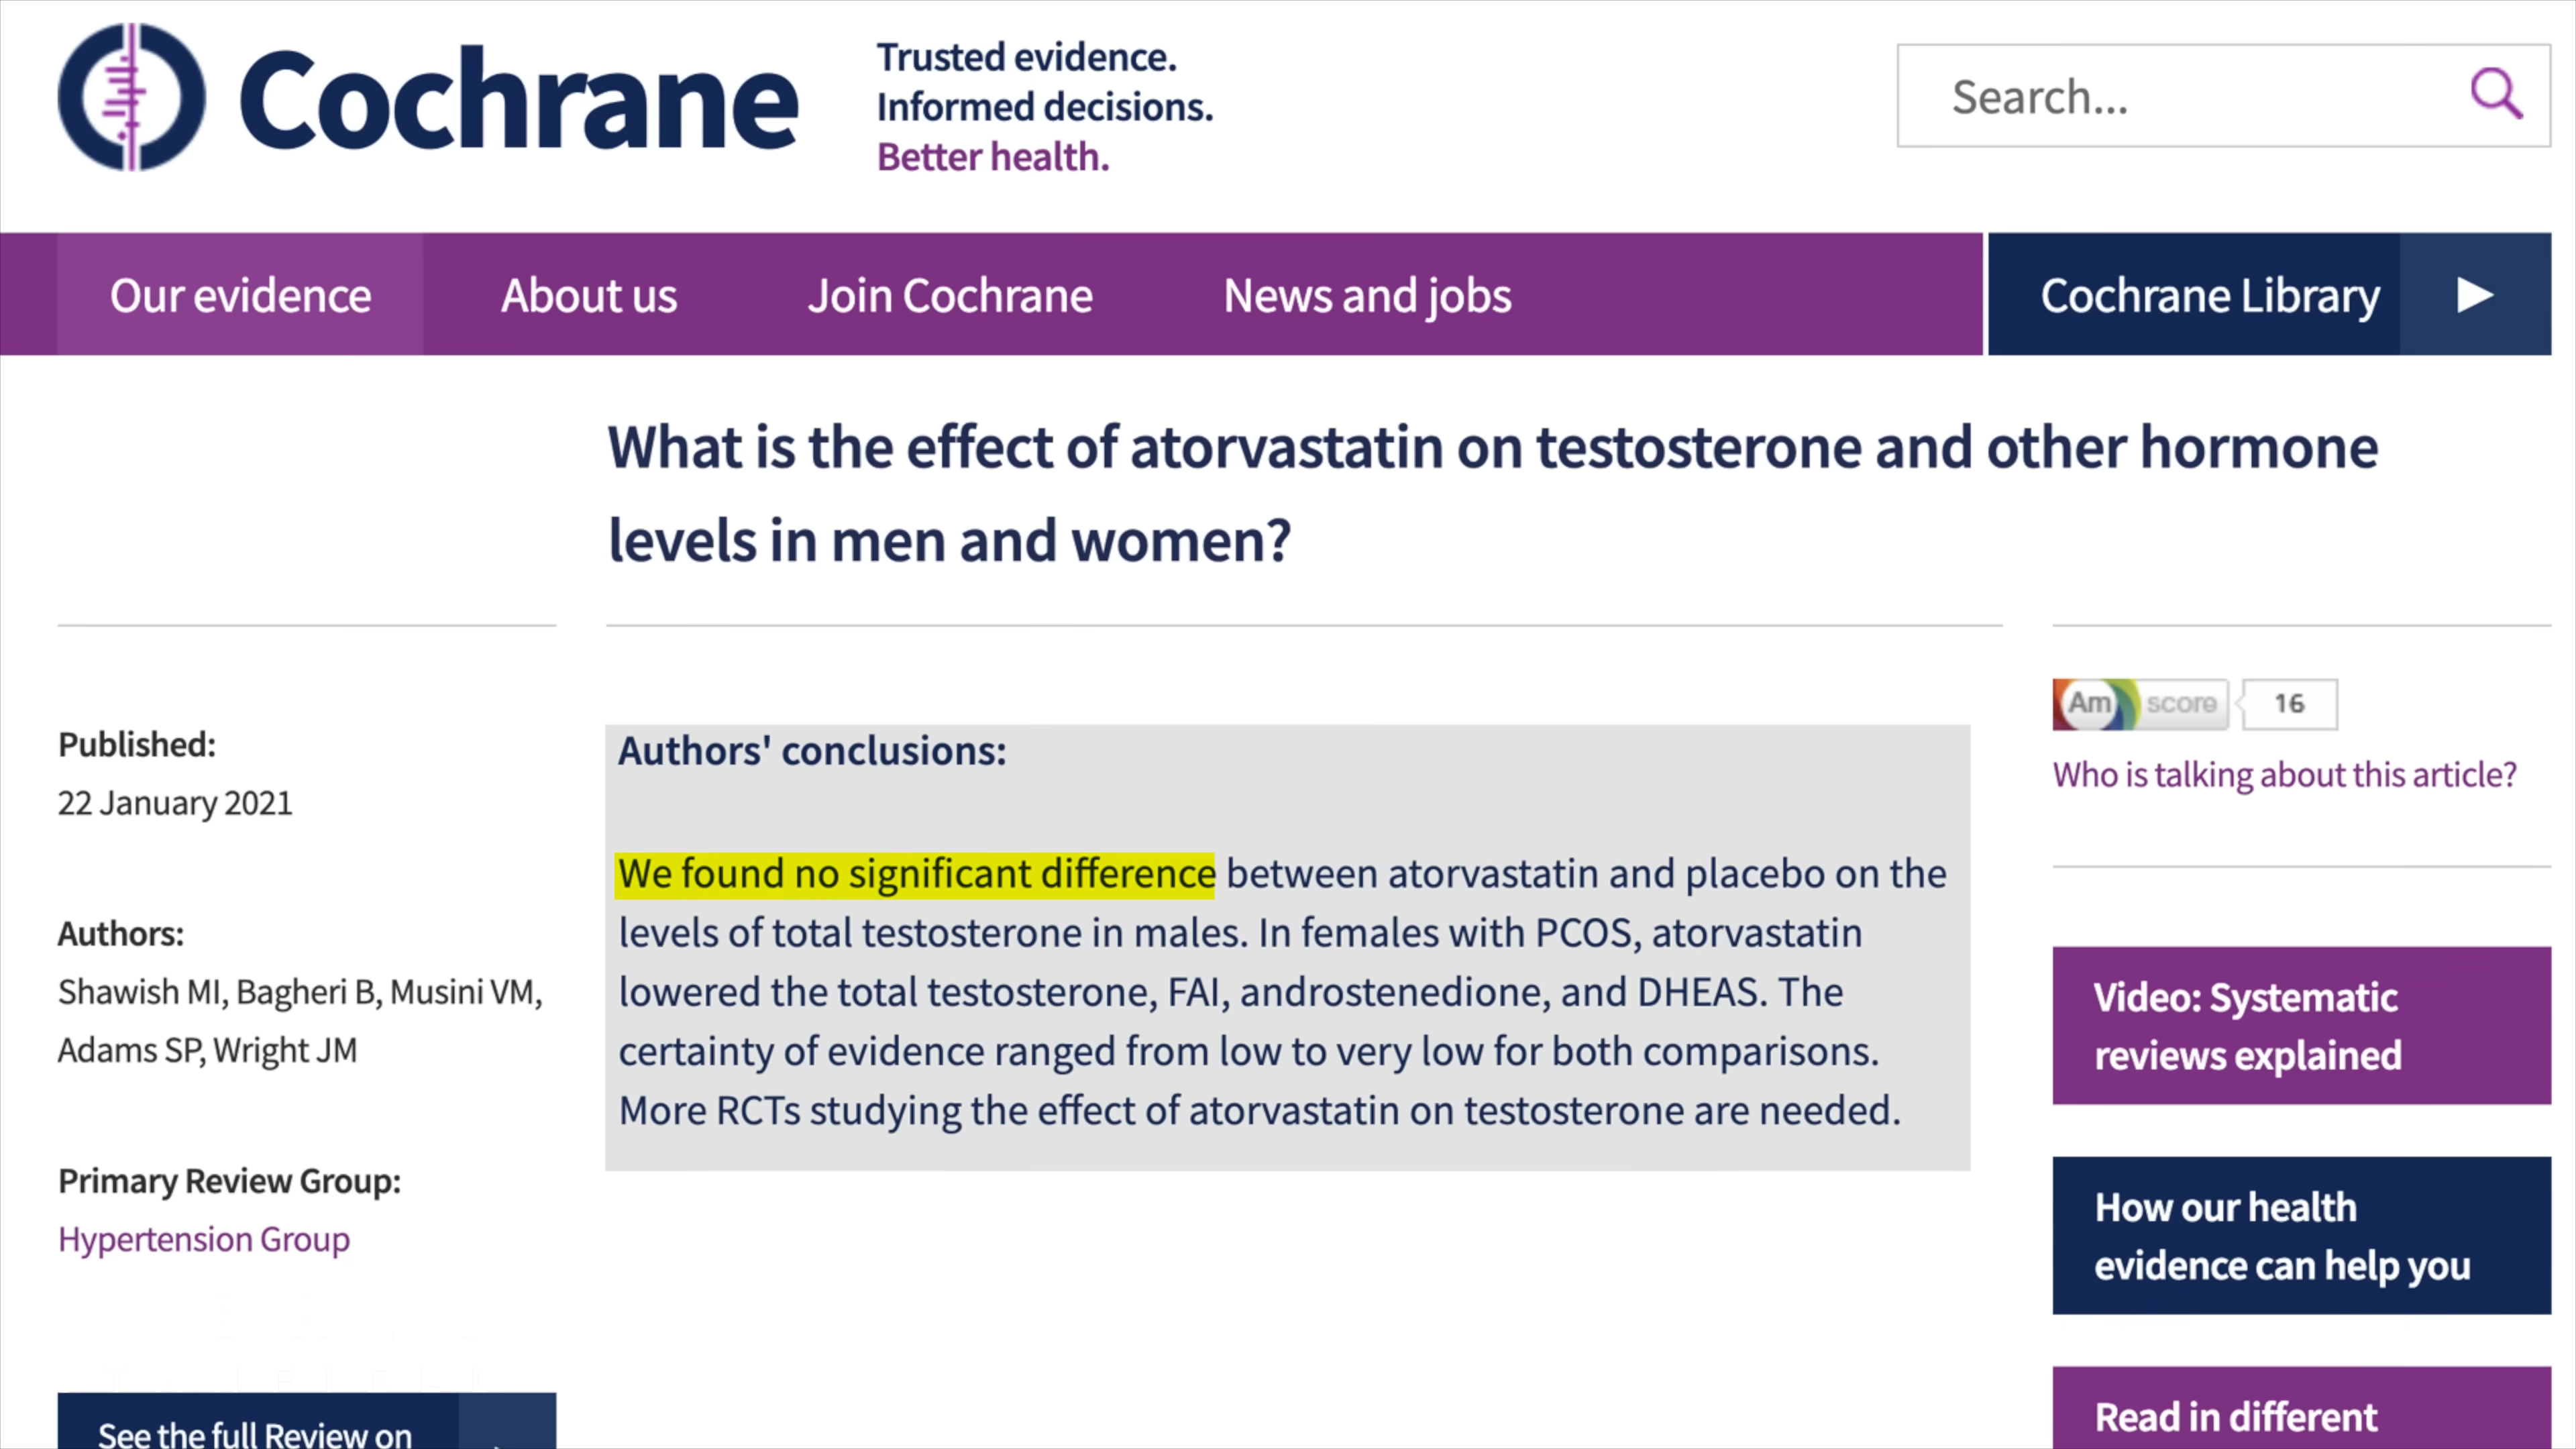 Cochrane
Trusted evidence.
Informed decisions.
Better health.
Search...
Our evidence
About us
Join Cochrane
News and jobs
Cochrane Library
What is the effect of atorvastatin on testosterone and other hormone
levels in men and women?
Published:
22 January 2021
Authors:
Shawish MI, Bagheri B, Musini VM,
Adams SP, Wright JM
Primary Review Group:
Hypertension Group
See the full Review on
Authors' conclusions:
We found no significant difference between atorvastatin and placebo on the
levels of total testosterone in males. In females with PCOS, atorvastatin
lowered the total testosterone, FAI, androstenedione, and DHEAS. The
certainty of evidence ranged from low to very low for both comparisons.
More RCTs studying the effect of atorvastatin on testosterone are needed.
Am score 16
Who is talking about this article?
Video: Systematic
reviews explained
How our health
evidence can help you
Read in different